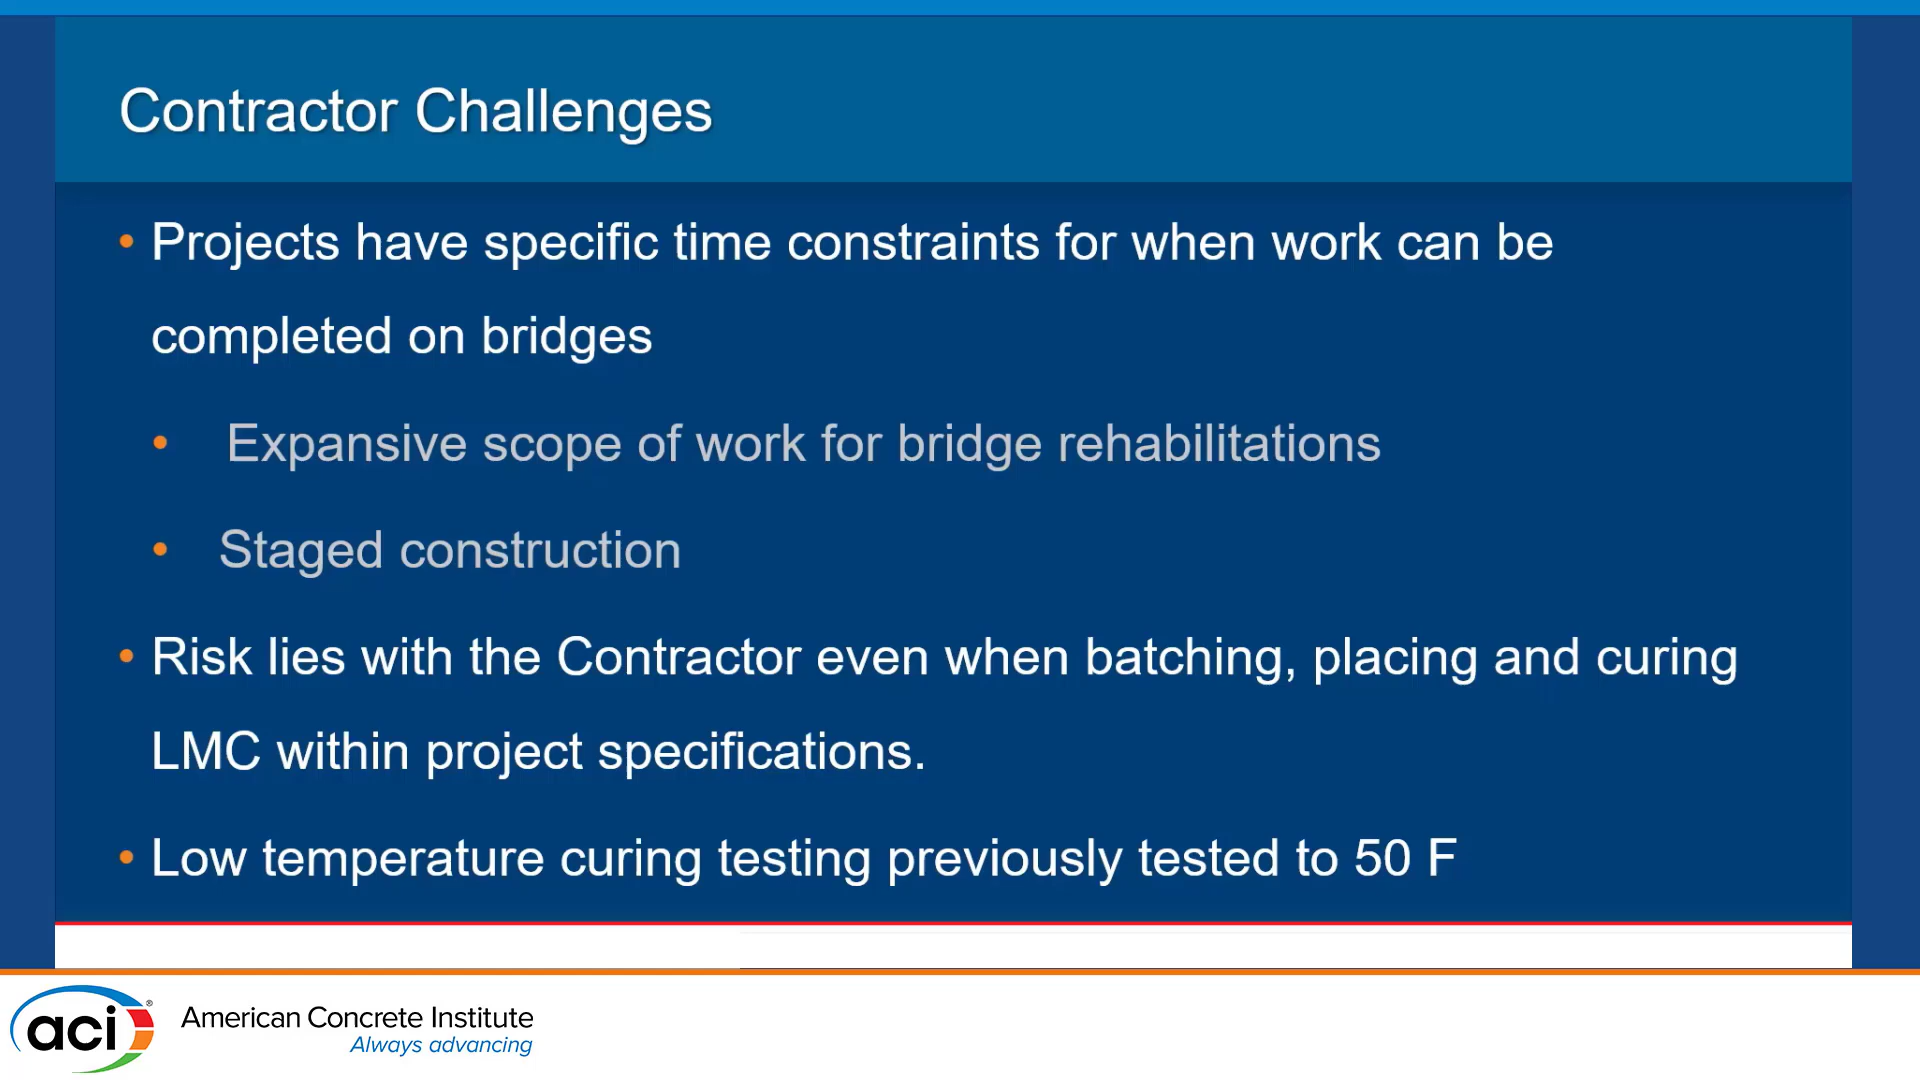 Contractor Challenges
• Projects have specific time constraints for when work can be
completed on bridges
• Expansive scope of work for bridge rehabilitations
• Staged construction
• Risk lies with the Contractor even when batching, placing and curing
LMC within project specifications.
• Low temperature curing testing previously tested to 50 F
aci®
American Concrete Institute
Always advancing